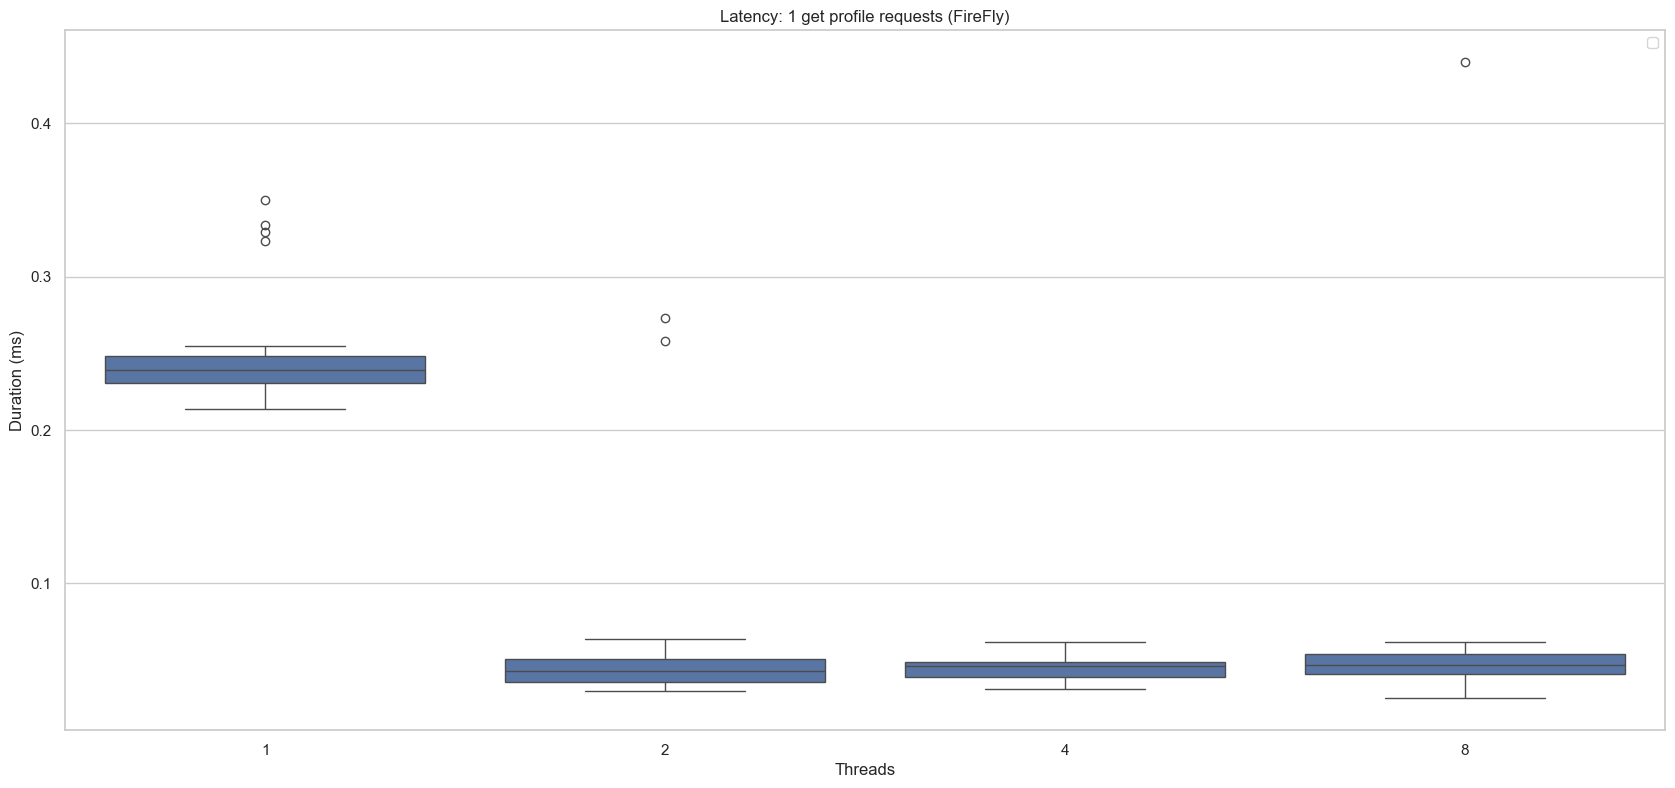 Latency: 1 get profile requests (FireFly)
Duration (ms)
0.4
0.3
0.2
0.1
1 2 4 8
Threads